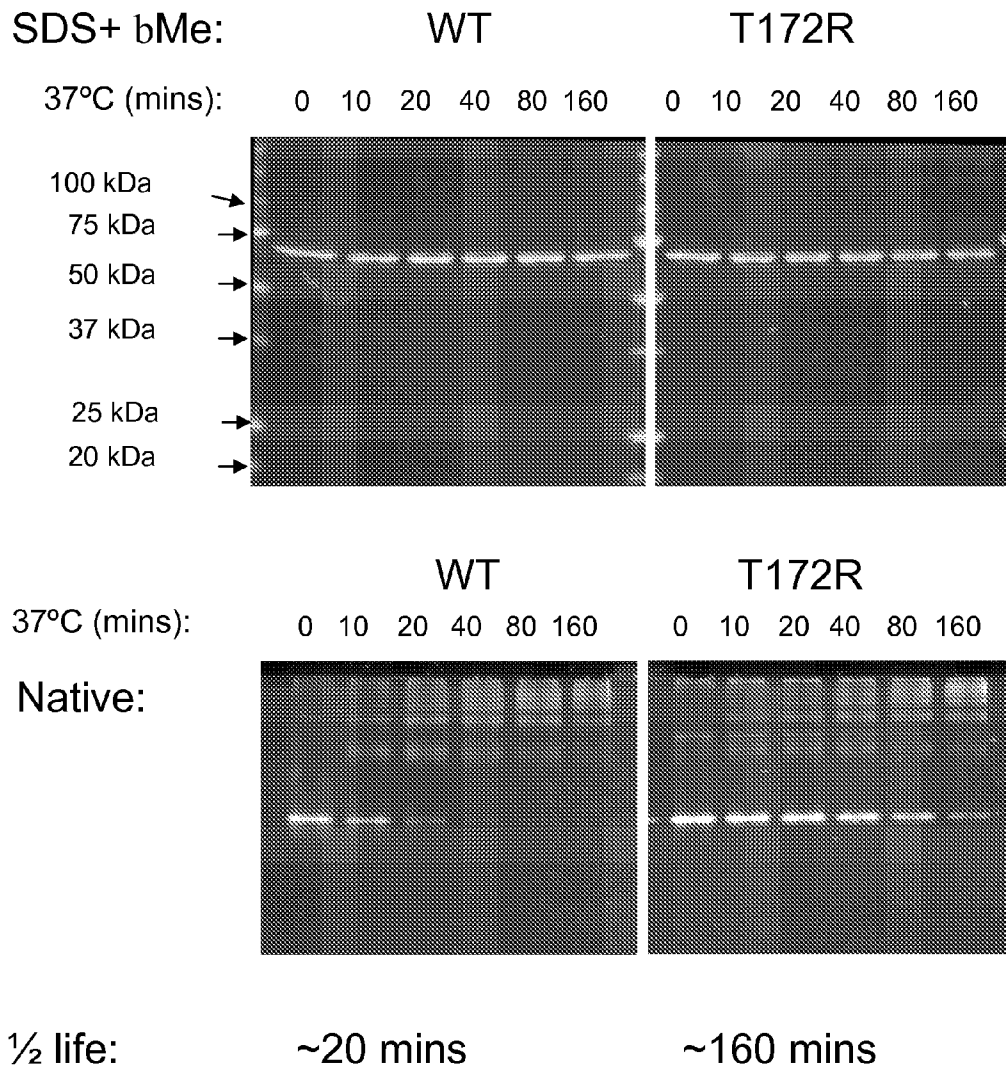 SDS+ bMe: WT T172R
37ºC (mins): 0 10 20 40 80 160 0 10 20 40 80 160
100 kDa
75 kDa
50 kDa
37 kDa
25 kDa
20 kDa
WT T172R
37ºC (mins): 0 10 20 40 80 160 0 10 20 40 80 160
Native:
½ life: ~20 mins ~160 mins